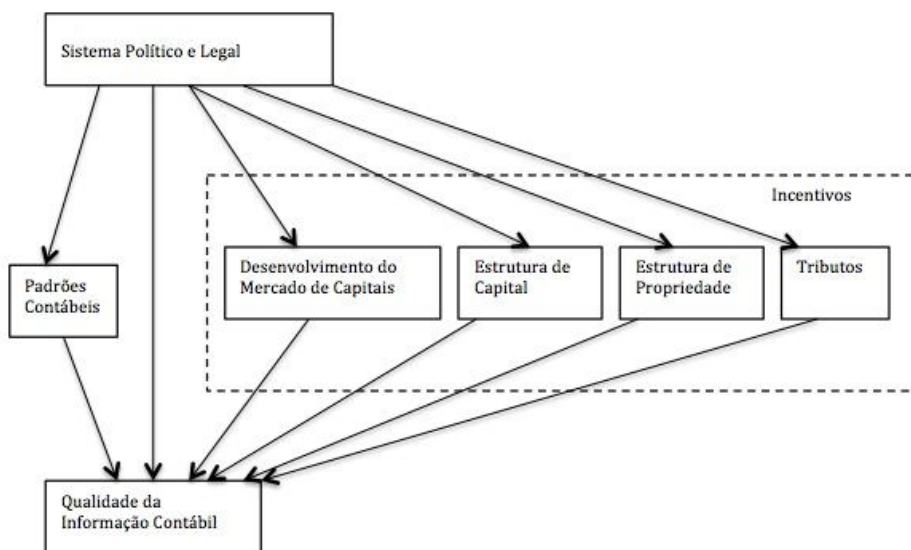 Sistema Político e Legal
Incentivos
Desenvolvimento do
Mercado de Capitais
Estrutura de
Capital
Estrutura de
Propriedade
Tributos
Padrões
Contábeis
Qualidade da
Informação Contábil